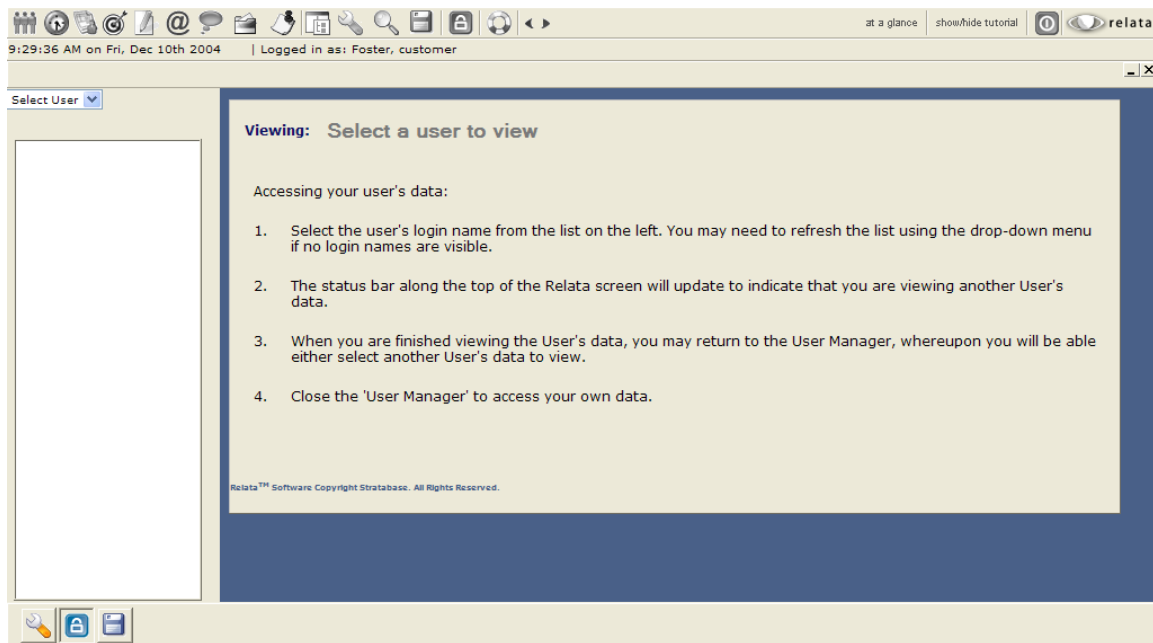 @ at a glance show/hide tutorial relata
9:29:36 AM on Fri, Dec 10th 2004 | Logged in as: Foster, customer
Select User
Viewing: Select a user to view
Accessing your user's data:
1. Select the user's login name from the list on the left. You may need to refresh the list using the drop-down menu
if no login names are visible.
2. The status bar along the top of the Relata screen will update to indicate that you are viewing another User's
data.
3. When you are finished viewing the User's data, you may return to the User Manager, whereupon you will be able
either select another User's data to view.
4. Close the 'User Manager' to access your own data.
Relata™ Software Copyright Stratabase. All Rights Reserved.